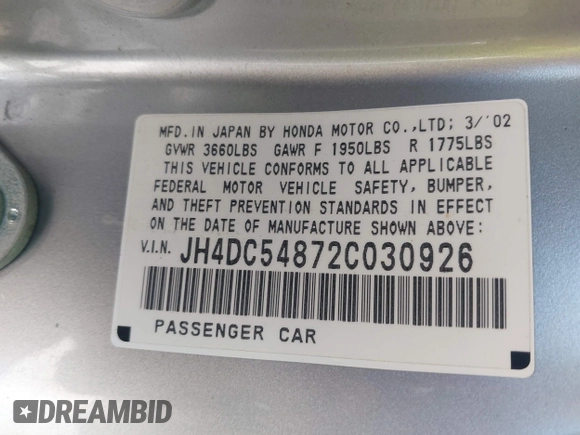 MFD. IN JAPAN BY HONDA MOTOR CO.,LTD; 3/'02
GVWR 3660LBS GAWR F 1950LBS R 1775LBS
THIS VEHICLE CONFORMS TO ALL APPLICABLE
FEDERAL MOTOR VEHICLE SAFETY, BUMPER,
AND THEFT PREVENTION STANDARDS IN EFFECT
ON THE DATE OF MANUFACTURE SHOWN ABOVE:
V.I.N. JH4DC54872C030926
PASSENGER CAR
DREAMBID